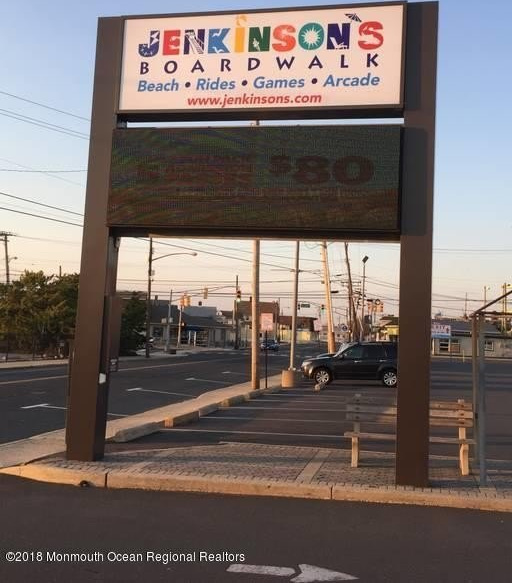 JENKINSON'S
BOARDWALK
Beach • Rides • Games • Arcade
www.jenkinsons.com
$80
©2018 Monmouth Ocean Regional Realtors